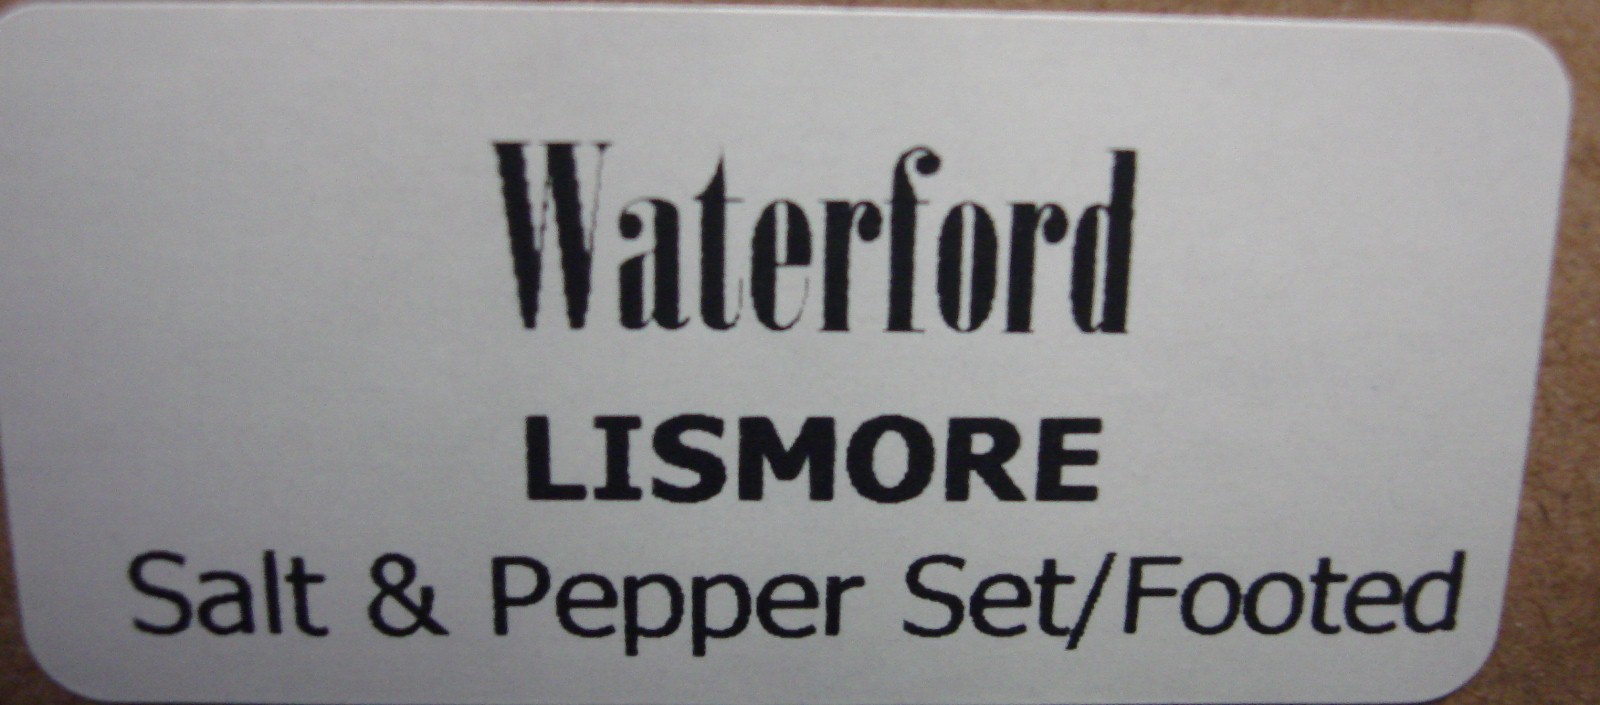 Waterford
LISMORE
Salt & Pepper Set/Footed